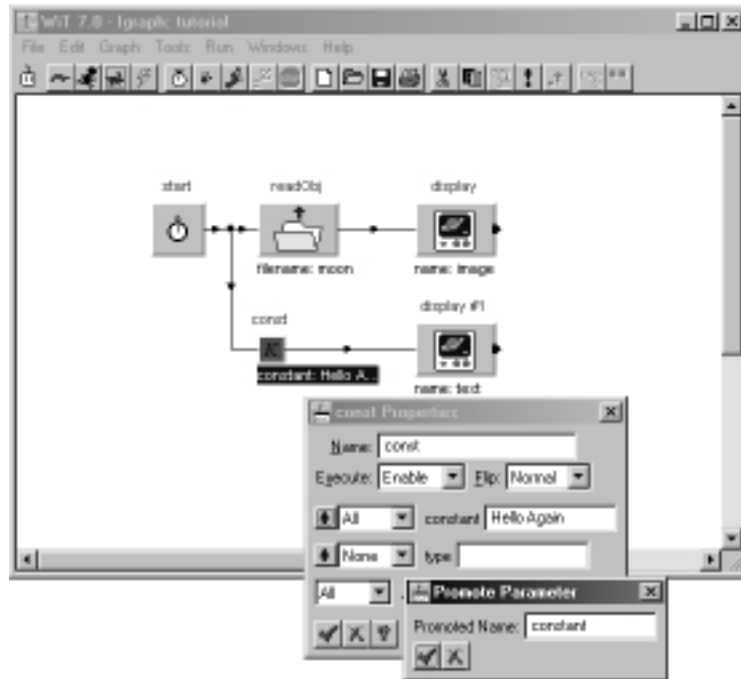 WiT 7.0 - Igraph: tutorial
File Edit Graph Tools Run Windows Help
start readObj display
filename: moon name: image
display #1
const
constant: Hello A...
name: text
const Properties
Name: const
Execute: Enable Flip: Normal
All constant Hello Again
None type
All
Promote Parameter
Promoted Name: constant